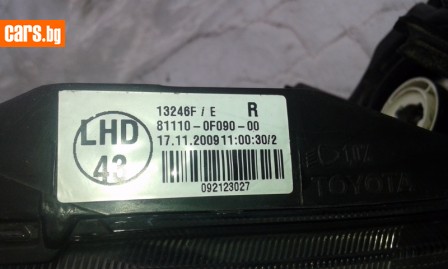 cars.bg
13246F / E R
81110-0F090-00
17.11.2009 11:00:30/2
LHD
43
092123027
TOYOTA